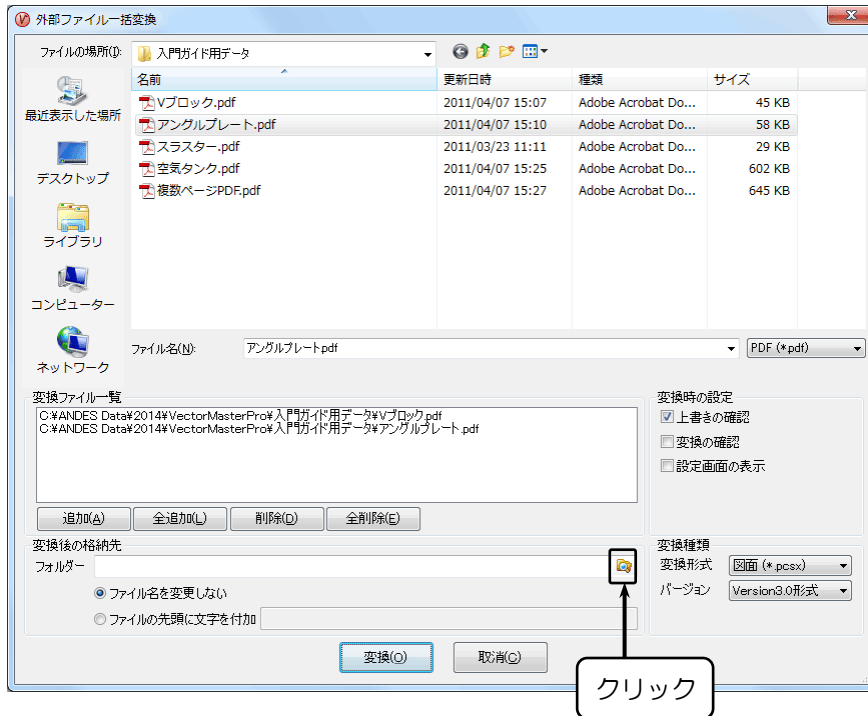 外部ファイル一括変換
ファイルの場所(I):
入門ガイド用データ
最近表示した場所
デスクトップ
ライブラリ
コンピューター
ネットワーク
名前 更新日時 種類 サイズ
Vブロック.pdf 2011/04/07 15:07 Adobe Acrobat Do... 45 KB
アングルプレート.pdf 2011/04/07 15:10 Adobe Acrobat Do... 58 KB
スラスター.pdf 2011/03/23 11:11 Adobe Acrobat Do... 29 KB
空気タンク.pdf 2011/04/07 15:25 Adobe Acrobat Do... 602 KB
複数ページPDF.pdf 2011/04/07 15:27 Adobe Acrobat Do... 645 KB
ファイル名(N): アングルプレート.pdf PDF (*.pdf)
変換ファイル一覧
C:¥ANDES Data¥2014¥VectorMasterPro¥入門ガイド用データ¥Vブロック.pdf
C:¥ANDES Data¥2014¥VectorMasterPro¥入門ガイド用データ¥アングルプレート.pdf
追加(A) 全追加(L) 削除(D) 全削除(E)
変換時の設定
上書きの確認
変換の確認
設定画面の表示
変換後の格納先
フォルダー
ファイル名を変更しない
ファイルの先頭に文字を付加
変換種類
変換形式 図面 (*.pcsx)
バージョン Version3.0形式
変換(O) 取消(C)
クリック